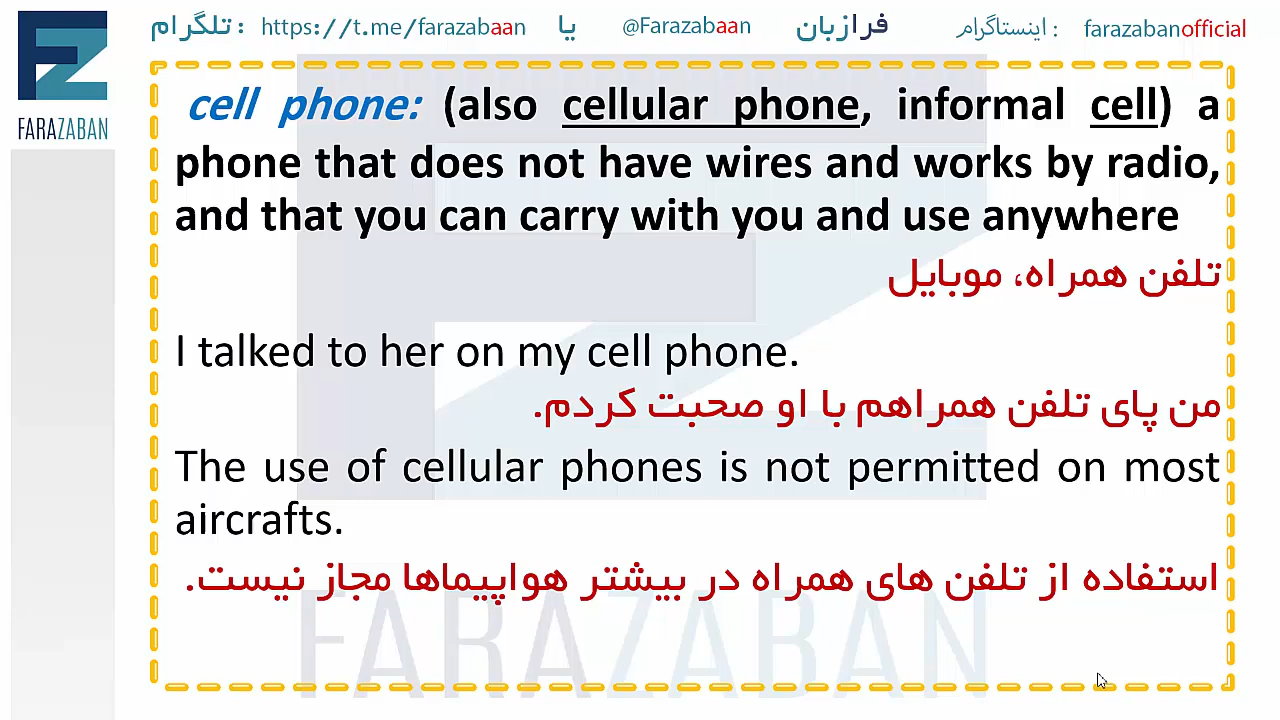 تلگرام : https://t.me/farazabaan یا @Farazabaan فرازبان اینستاگرام : farazabanofficial
FZ
FARAZABAN
cell phone: (also cellular phone, informal cell) a
phone that does not have wires and works by radio,
and that you can carry with you and use anywhere
تلفن همراه، موبایل
I talked to her on my cell phone.
من پای تلفن همراهم با او صحبت کردم.
The use of cellular phones is not permitted on most
aircrafts.
استفاده از تلفن های همراه در بیشتر هواپیماها مجاز نیست.
FARAZABAN